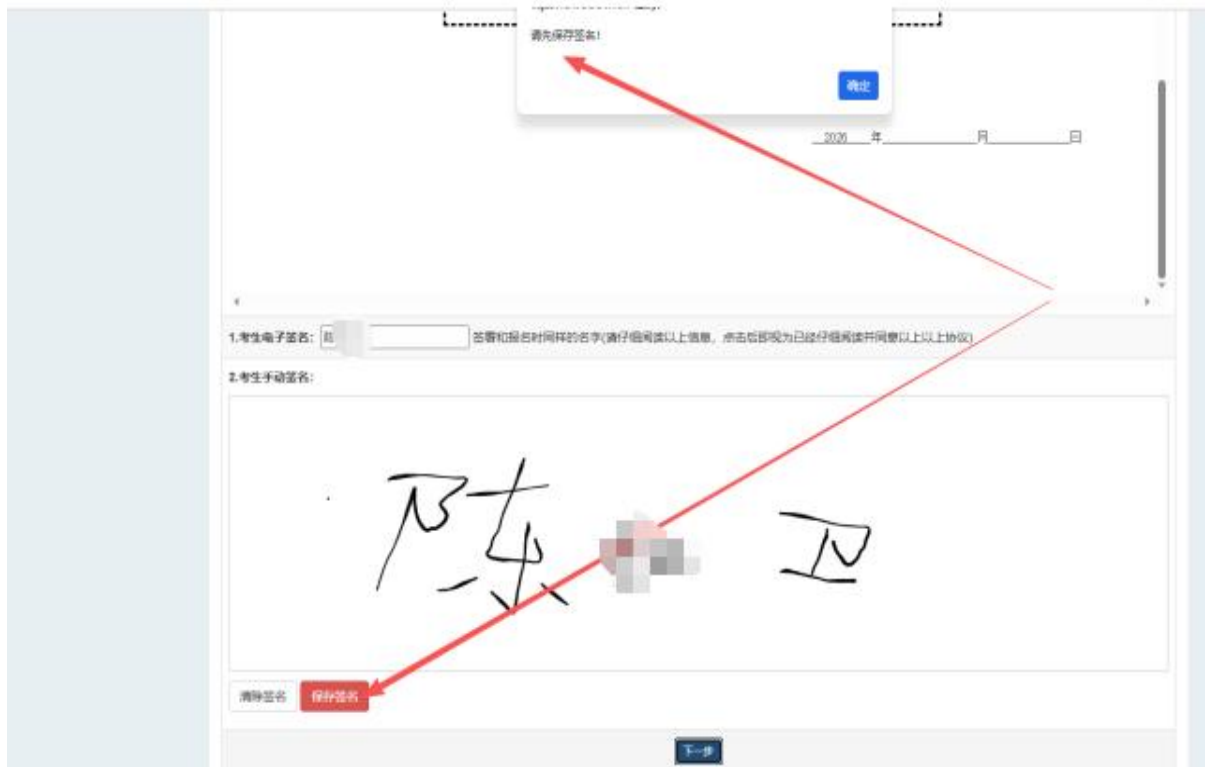 请先保存签名!
确定
2026 年 月 日
1.考生电子签名: 陈 签署和报名时同样的名字(请仔细阅读以上信息, 点击后即视为已经仔细阅读并同意以上以上协议)
2.考生手动签名:
陈 卫
清除签名 保存签名
下一步